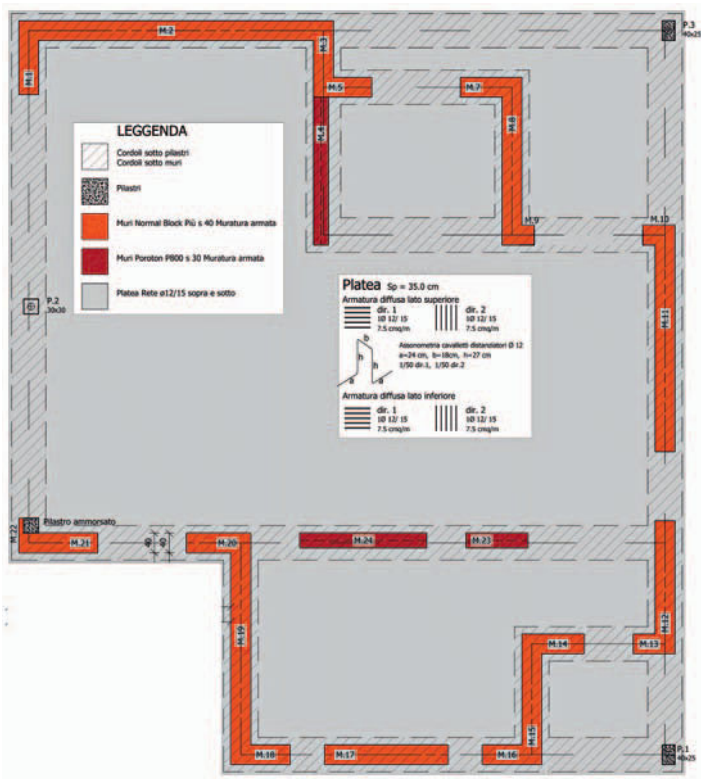 M.2
M.3
M.1
P.3
40x25
M.5
M.7
M.4
M.8
M.9
M.10
M.11
LEGGENDA
Cordoli sotto pilastri
Cordoli sotto muri
Pilastri
Muri Normal Block Più s 40 Muratura armata
Muri Poroton P800 s 30 Muratura armata
Platea Rete ø12/15 sopra e sotto
P.2
30x30
Platea Sp = 35.0 cm
Armatura diffusa lato superiore
dir. 1
1Ø 12/ 15
7.5 cmq/m
dir. 2
1Ø 12/ 15
7.5 cmq/m
b
h
h
a
a
Assonometria cavalletti distanziatori Ø 12
a=24 cm, b=18cm, h=27 cm
1/50 dir.1, 1/50 dir.2
Armatura diffusa lato inferiore
dir. 1
1Ø 12/ 15
7.5 cmq/m
dir. 2
1Ø 12/ 15
7.5 cmq/m
Pilastro ammorsato
M.22
M.21
40
40
M.20
M.24
M.23
M.12
M.19
M.14
M.13
M.15
M.18
M.17
M.16
P.1
40x25